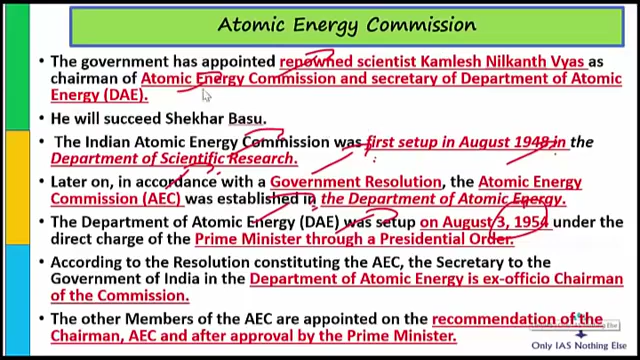 Atomic Energy Commission
• The government has appointed renowned scientist Kamlesh Nilkanth Vyas as
chairman of Atomic Energy Commission and secretary of Department of Atomic
Energy (DAE).
• He will succeed Shekhar Basu.
• The Indian Atomic Energy Commission was first setup in August 1948 in the
Department of Scientific Research.
• Later on, in accordance with a Government Resolution, the Atomic Energy
Commission (AEC) was established in the Department of Atomic Energy.
• The Department of Atomic Energy (DAE) was setup on August 3, 1954 under the
direct charge of the Prime Minister through a Presidential Order.
• According to the Resolution constituting the AEC, the Secretary to the
Government of India in the Department of Atomic Energy is ex-officio Chairman
of the Commission.
• The other Members of the AEC are appointed on the recommendation of the
Chairman, AEC and after approval by the Prime Minister.
Only IAS Nothing Else